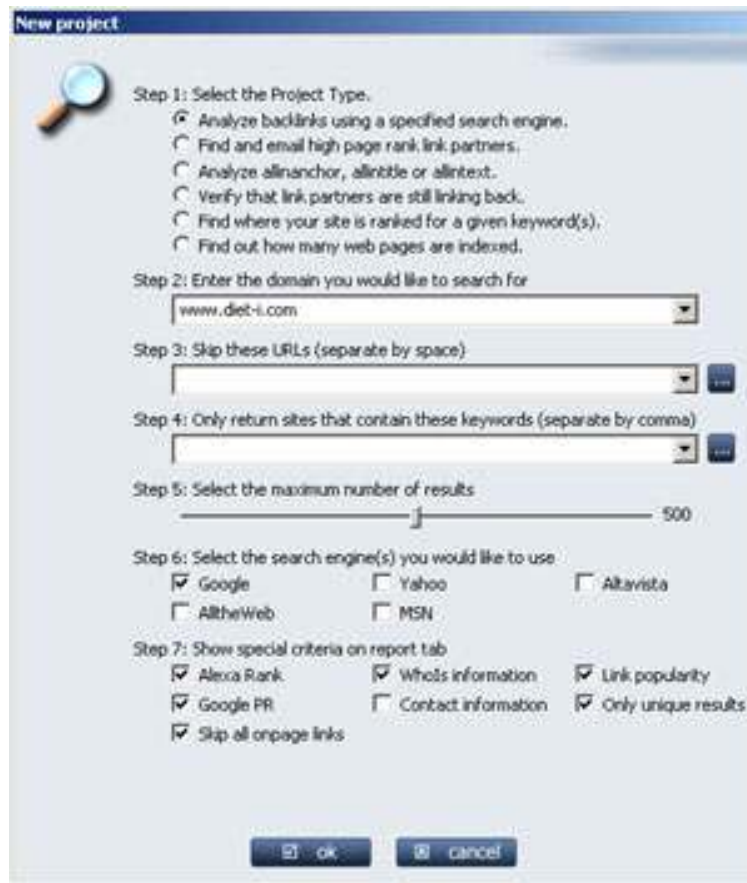 New project
Step 1: Select the Project Type.
Analyze backlinks using a specified search engine.
Find and email high page rank link partners.
Analyze allinanchor, allintitle or allintext.
Verify that link partners are still linking back.
Find where your site is ranked for a given keyword(s).
Find out how many web pages are indexed.
Step 2: Enter the domain you would like to search for
www.diet-i.com
Step 3: Skip these URLs (separate by space)
...
Step 4: Only return sites that contain these keywords (separate by comma)
...
Step 5: Select the maximum number of results
500
Step 6: Select the search engine(s) you would like to use
Google Yahoo Altavista
AlltheWeb MSN
Step 7: Show special criteria on report tab
Alexa Rank WhoIs information Link popularity
Google PR Contact information Only unique results
Skip all onpage links
ok cancel